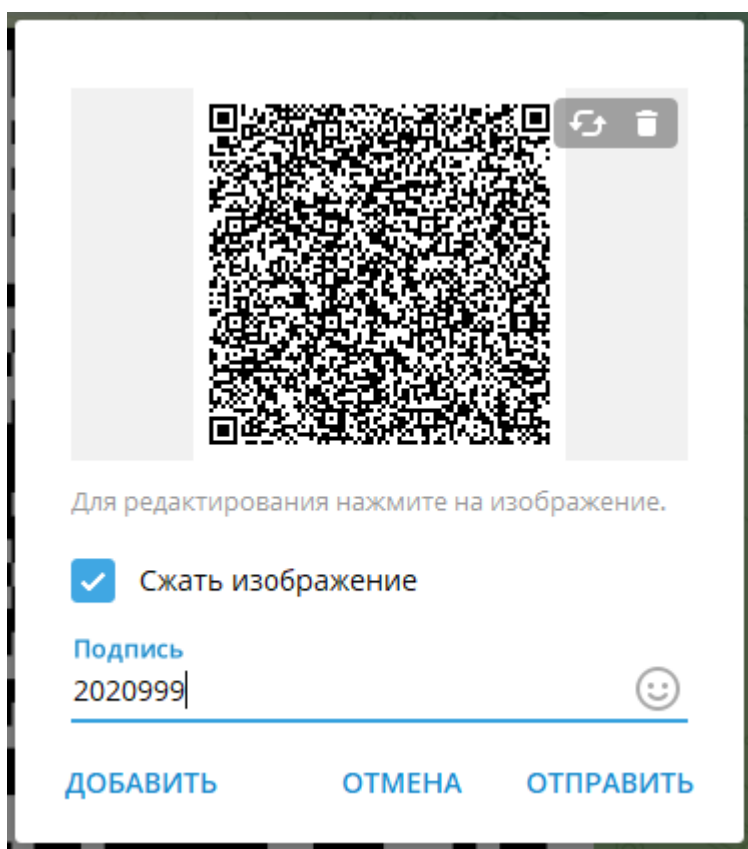 Для редактирования нажмите на изображение.
Сжать изображение
Подпись
2020999
ДОБАВИТЬ ОТМЕНА ОТПРАВИТЬ